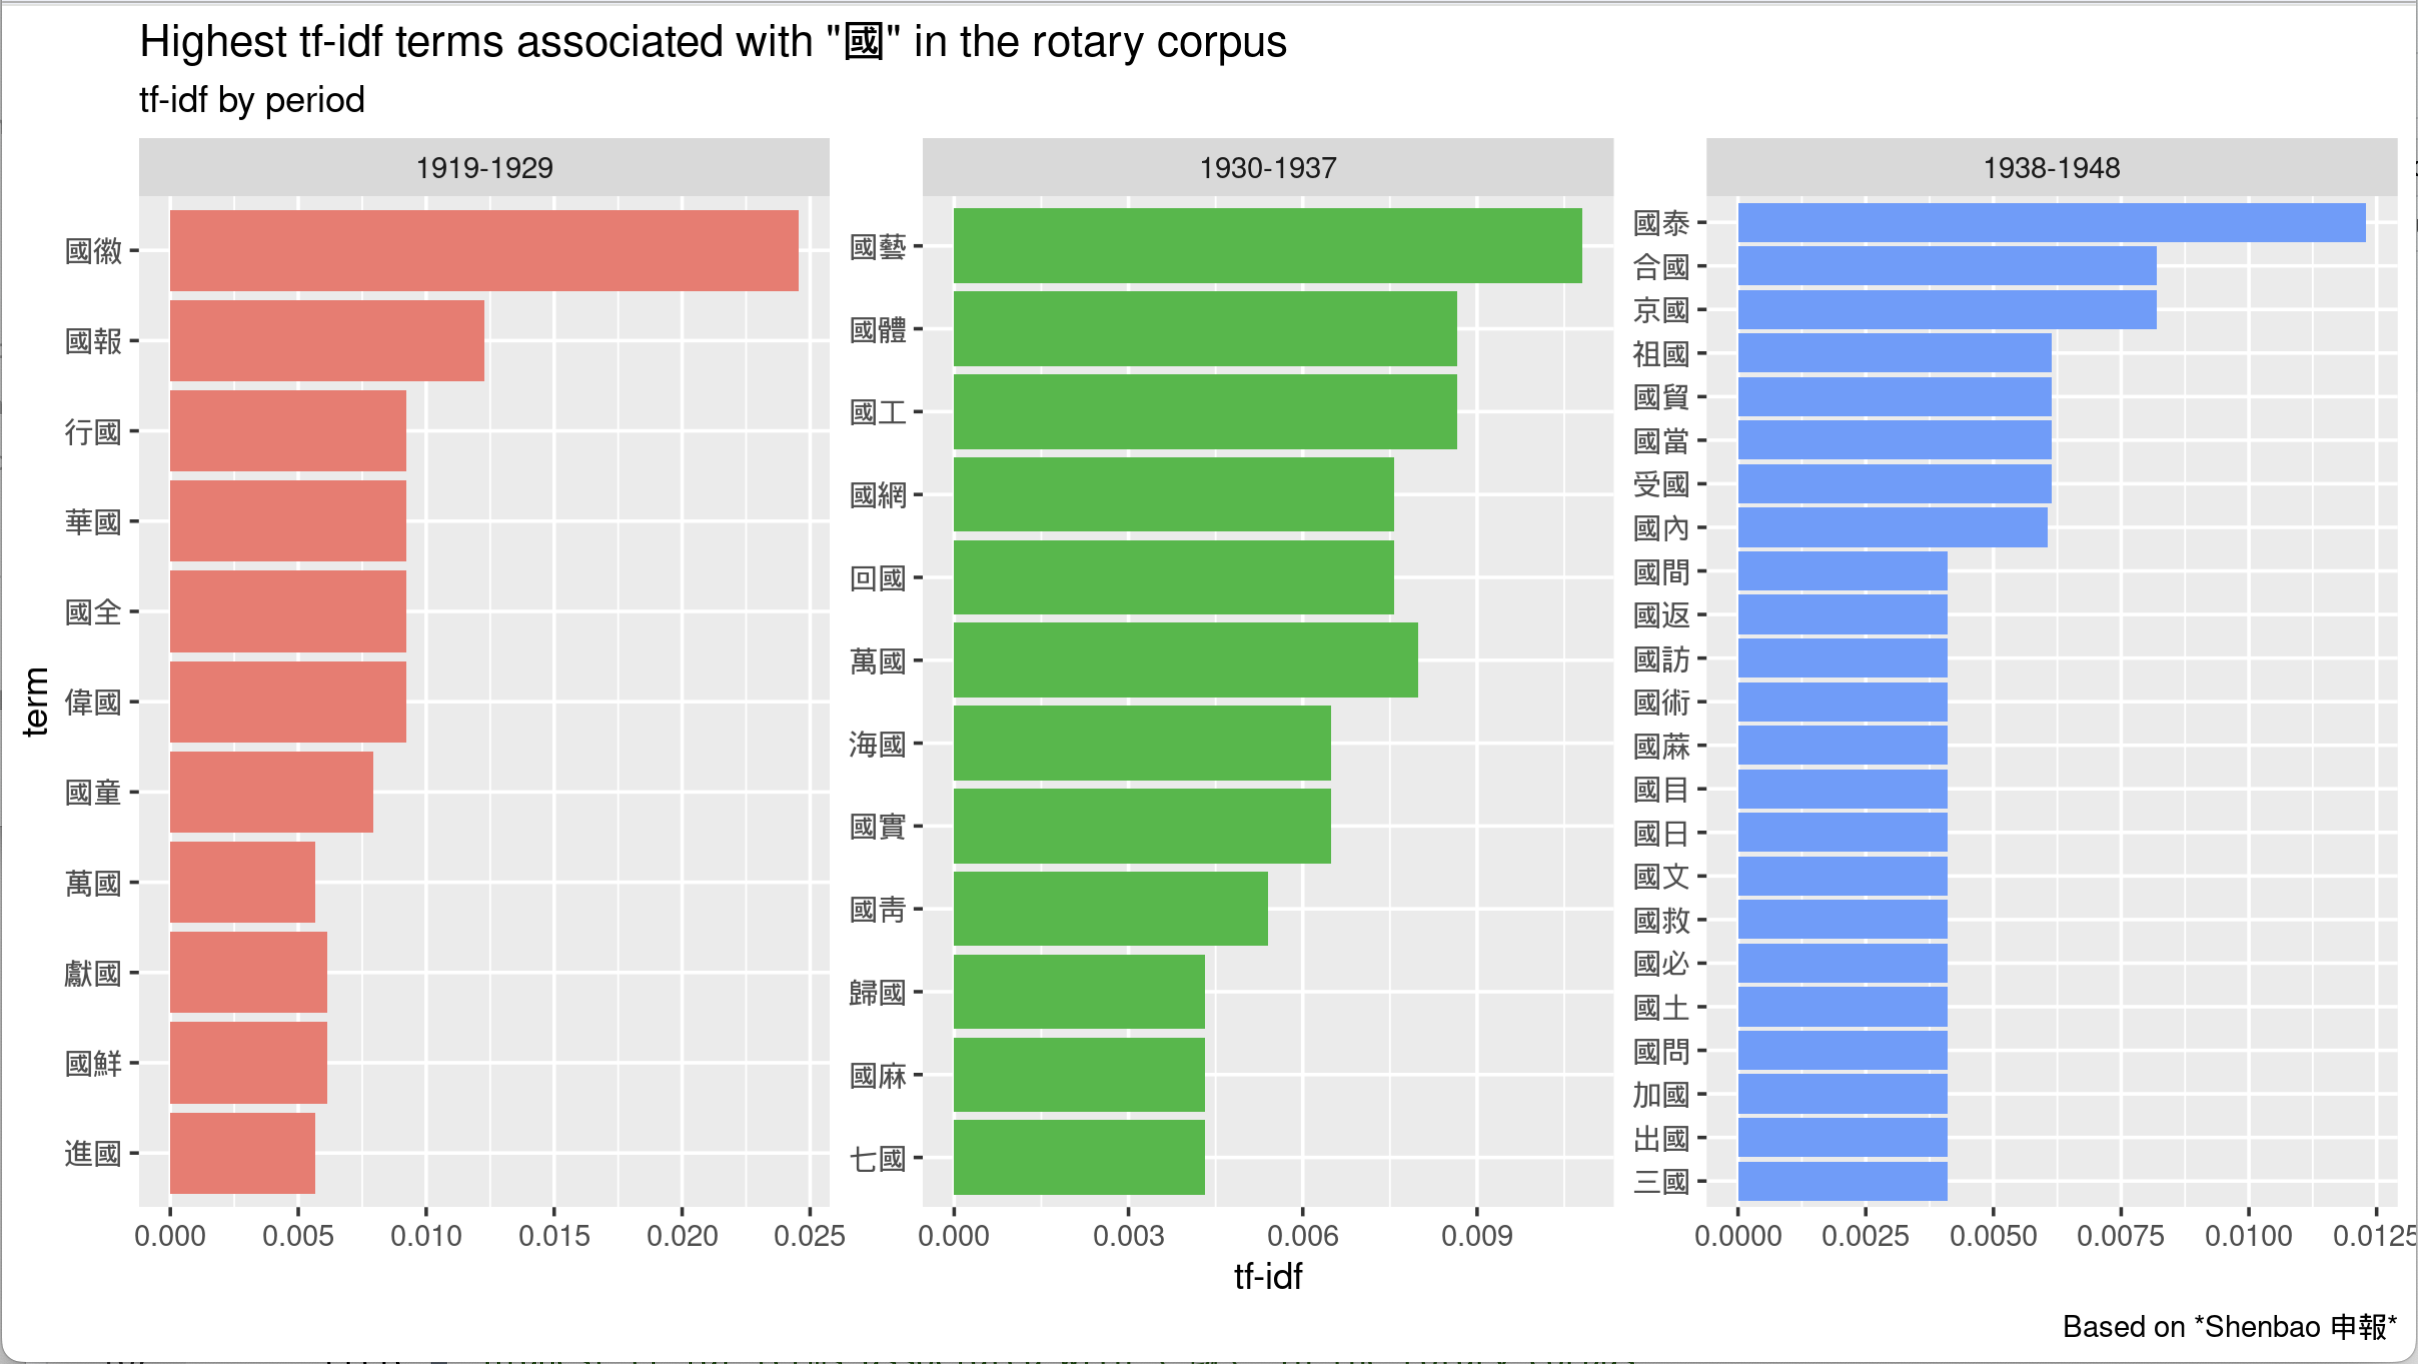 Highest tf-idf terms associated with "國" in the rotary corpus
tf-idf by period
1919-1929
1930-1937
1938-1948
term
國徽
國報
行國
華國
國全
偉國
國童
萬國
獻國
國鮮
進國
0.000 0.005 0.010 0.015 0.020 0.025
國藝
國體
國工
國網
回國
萬國
海國
國實
國靑
歸國
國麻
七國
0.000 0.003 0.006 0.009
國泰
合國
京國
祖國
國貿
國當
受國
國內
國間
國返
國訪
國術
國蔴
國目
國日
國文
國救
國必
國土
國問
加國
出國
三國
0.0000 0.0025 0.0050 0.0075 0.0100 0.0125
tf-idf
Based on *Shenbao 申報*